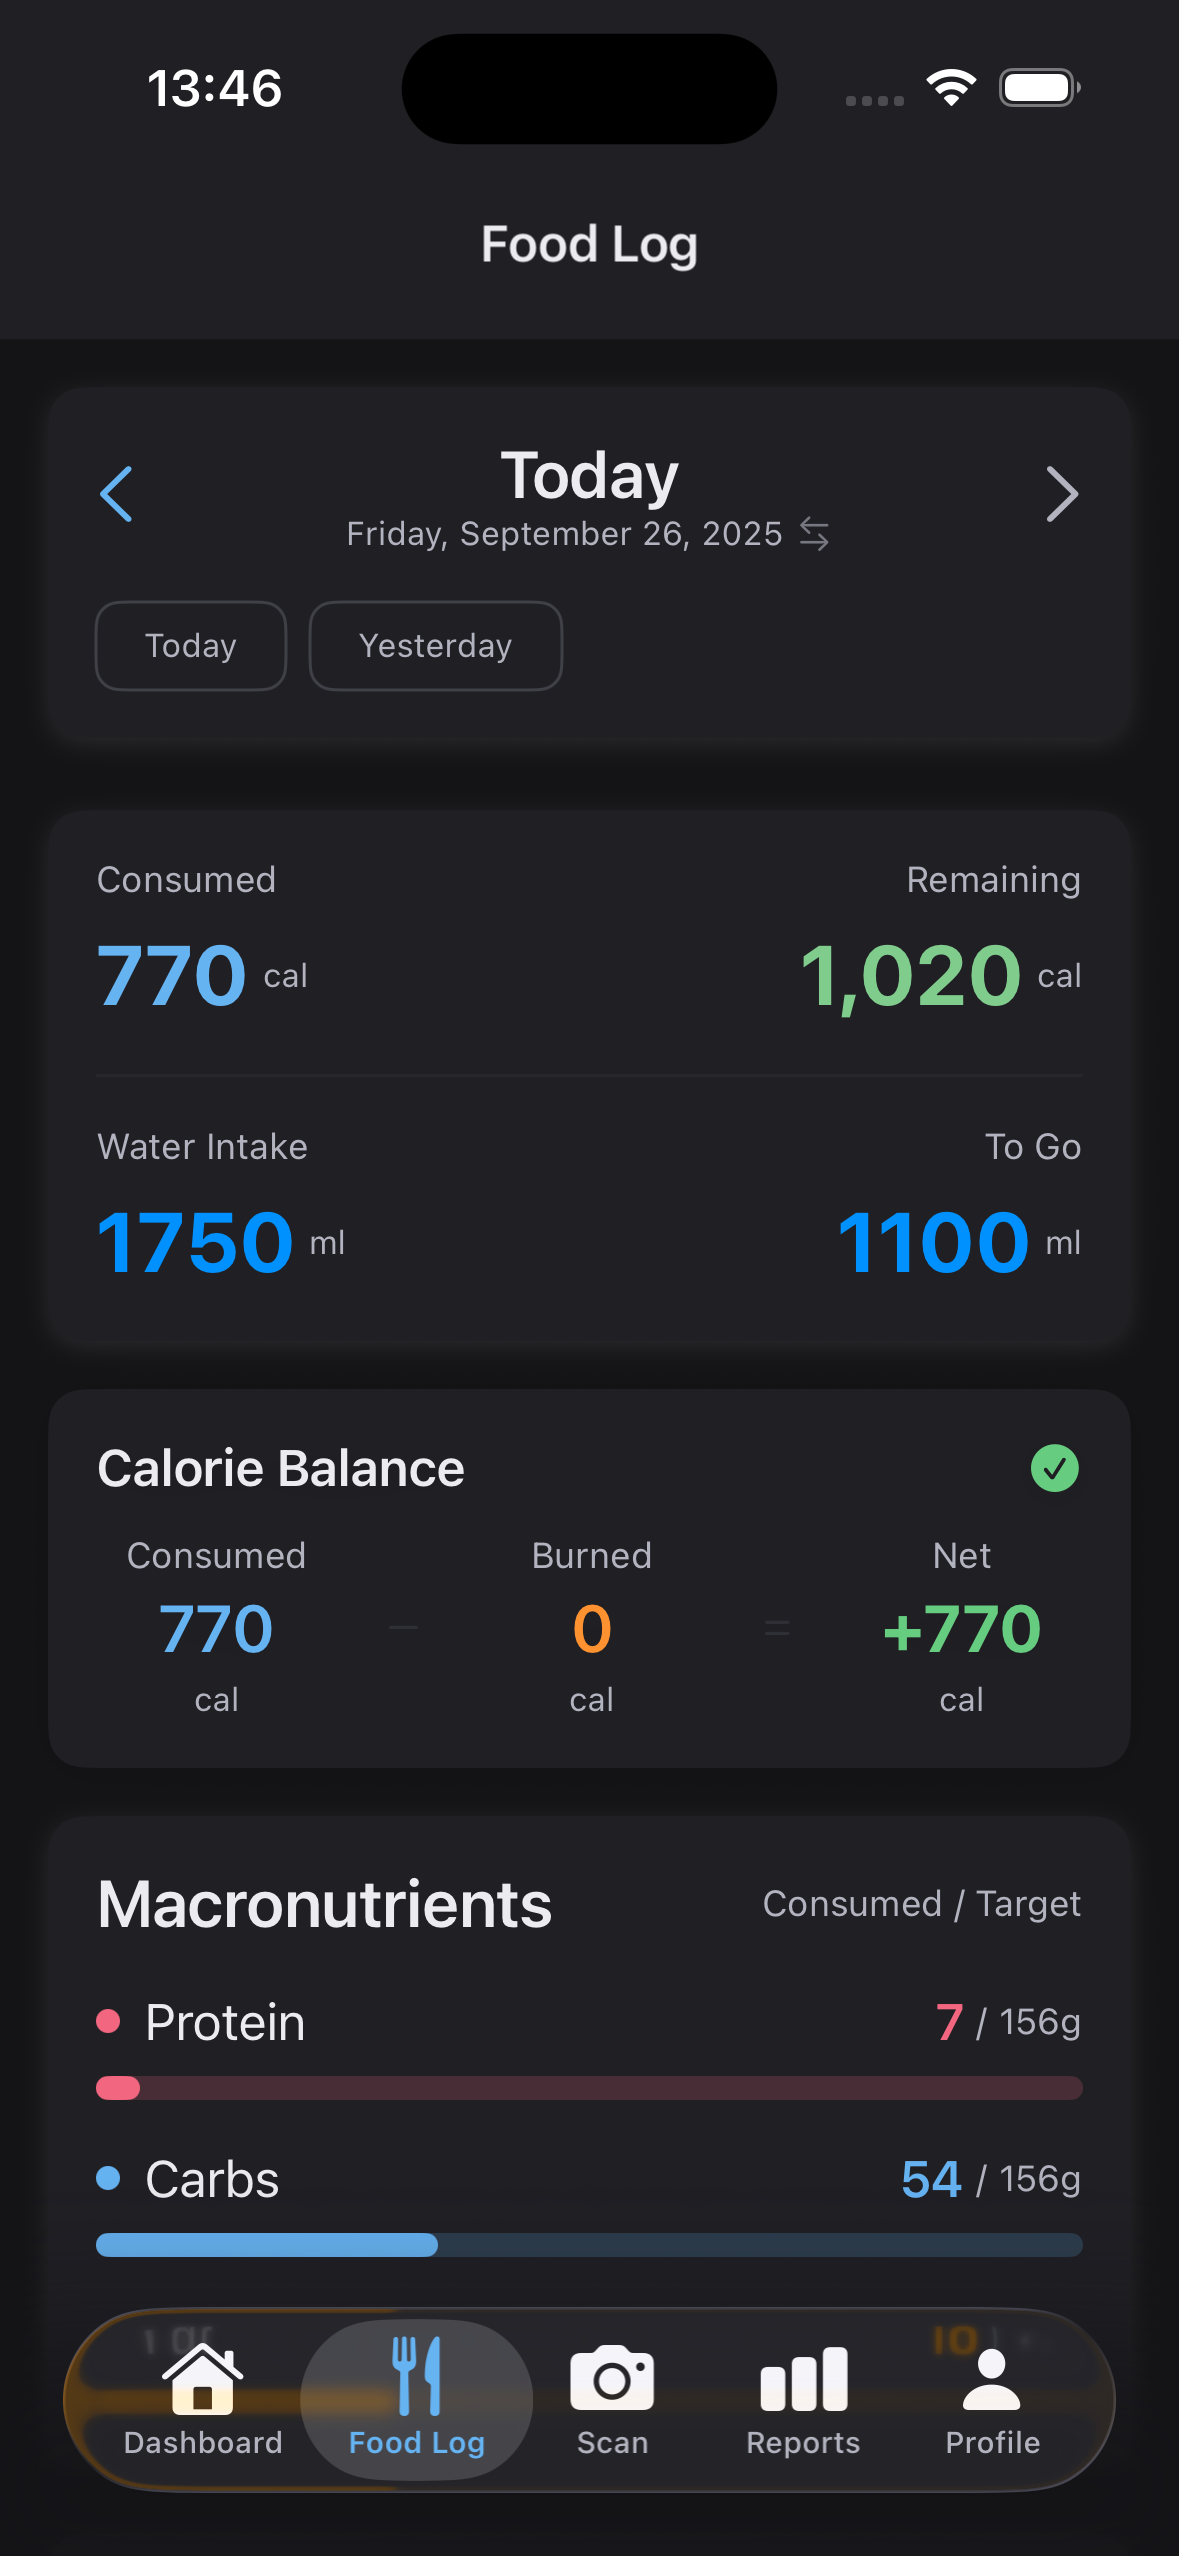 13:46
Food Log
Today
Friday, September 26, 2025
Today Yesterday
Consumed Remaining
770 cal 1,020 cal
Water Intake To Go
1750 ml 1100 ml
Calorie Balance
Consumed Burned Net
770 − 0 = +770
cal cal cal
Macronutrients Consumed / Target
Protein 7 / 156g
Carbs 54 / 156g
Dashboard Food Log Scan Reports Profile